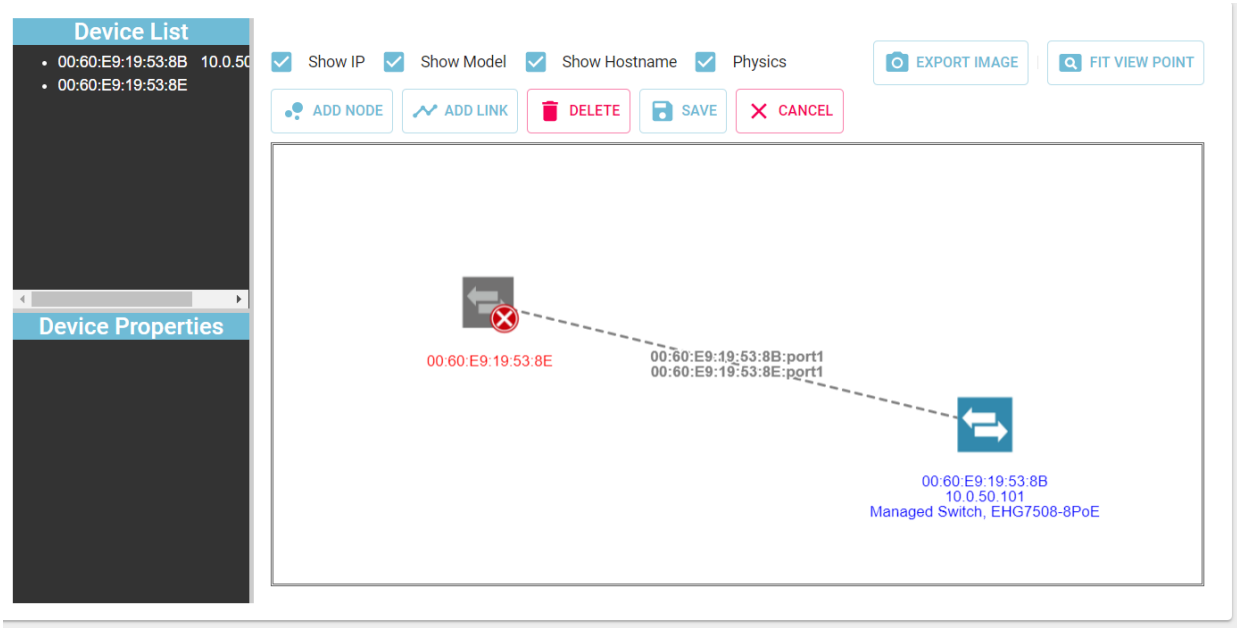 Device List
00:60:E9:19:53:8B 10.0.50
00:60:E9:19:53:8E
Show IP Show Model Show Hostname Physics
EXPORT IMAGE FIT VIEW POINT
ADD NODE ADD LINK DELETE SAVE CANCEL
Device Properties
00:60:E9:19:53:8E
00:60:E9:19:53:8B:port1
00:60:E9:19:53:8E:port1
00:60:E9:19:53:8B
10.0.50.101
Managed Switch, EHG7508-8PoE